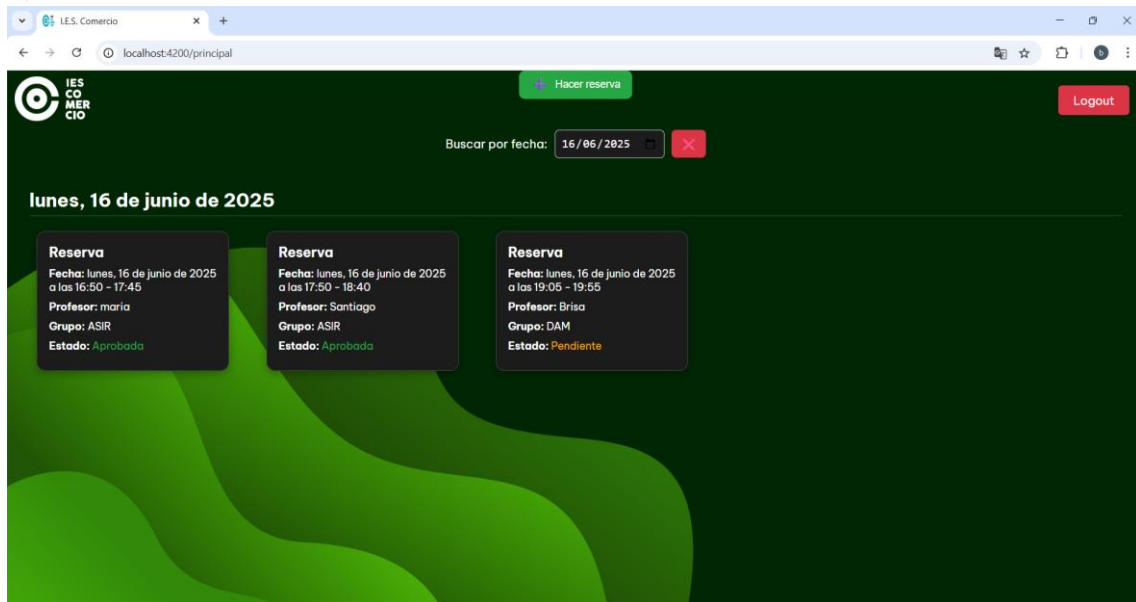 I.E.S. Comercio
localhost:4200/principal
b
IES
CO
MER
CIO
Hacer reserva
Logout
Buscar por fecha: 16/06/2025
lunes, 16 de junio de 2025
Reserva
Fecha: lunes, 16 de junio de 2025
a las 16:50 - 17:45
Profesor: maria
Grupo: ASIR
Estado: Aprobada
Reserva
Fecha: lunes, 16 de junio de 2025
a las 17:50 - 18:40
Profesor: Santiago
Grupo: ASIR
Estado: Aprobada
Reserva
Fecha: lunes, 16 de junio de 2025
a las 19:05 - 19:55
Profesor: Brisa
Grupo: DAM
Estado: Pendiente